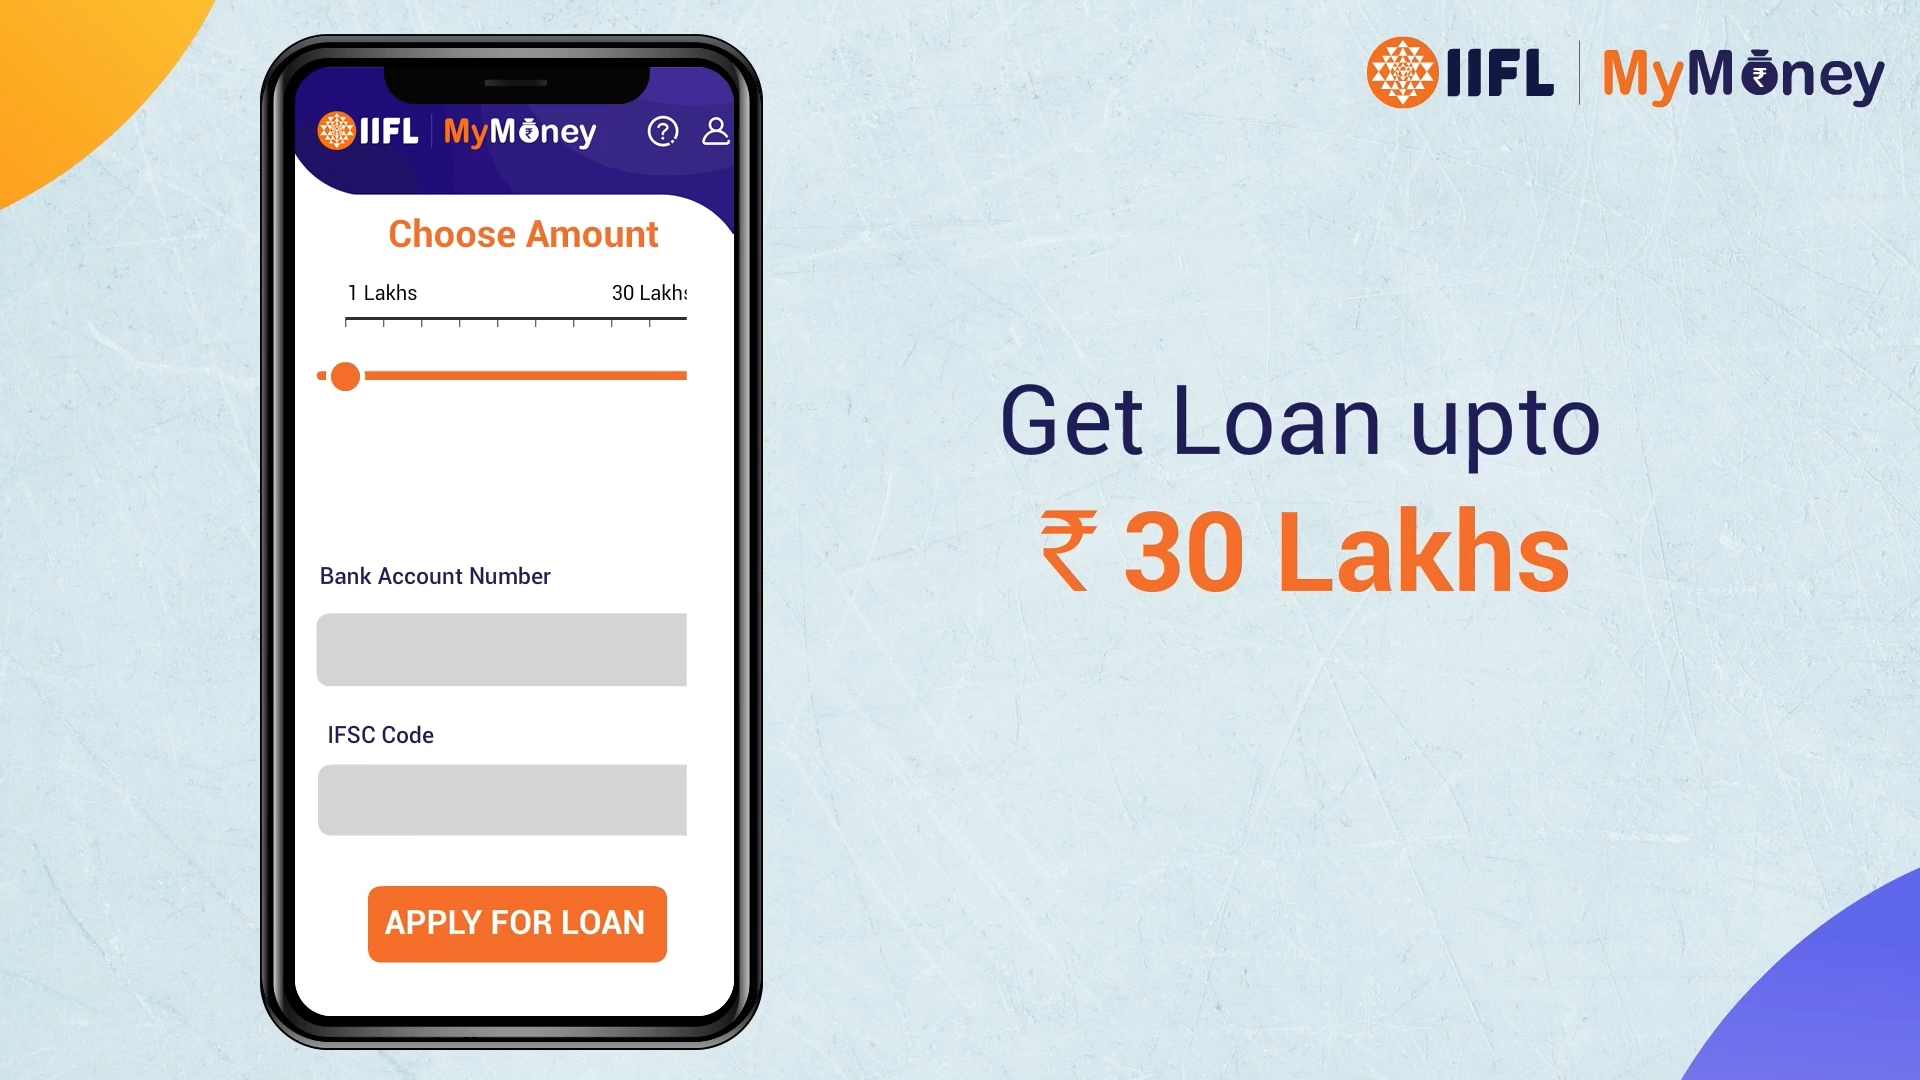 IIFL MyMoney
IIFL MyMoney
Choose Amount
1 Lakhs 30 Lakhs
Bank Account Number
IFSC Code
APPLY FOR LOAN
Get Loan upto
₹ 30 Lakhs